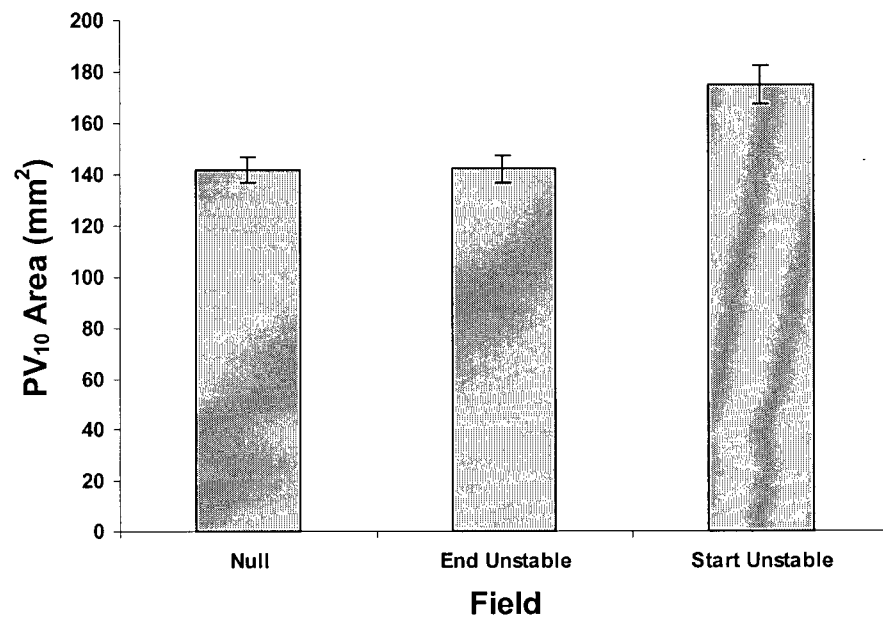 200
180
160
140
120
100
80
60
40
20
0
PV₁₀ Area (mm²)
Null
End Unstable
Start Unstable
Field